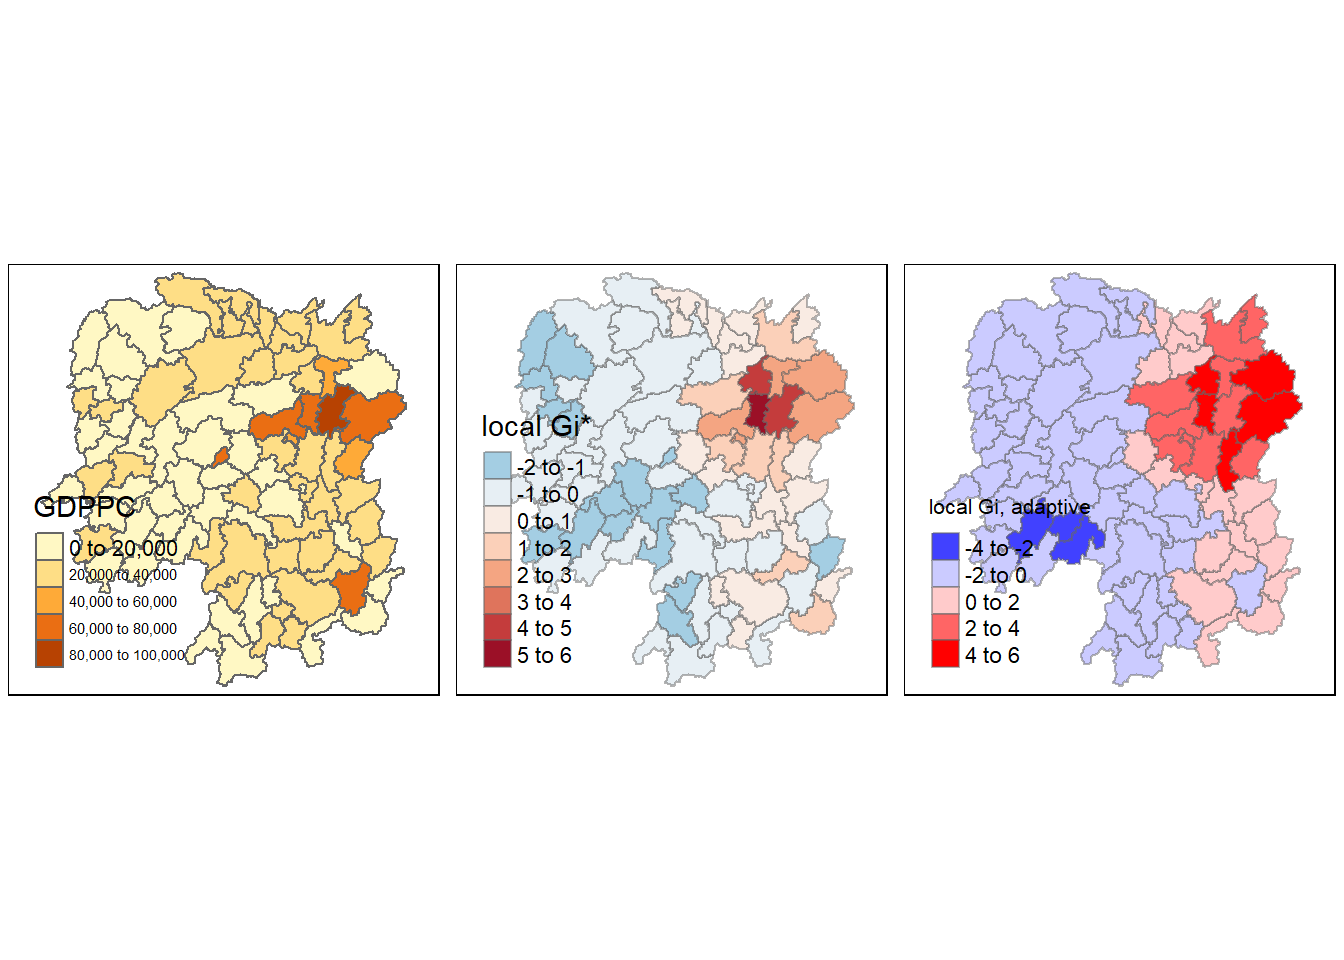 GDPPC
0 to 20,000
20,000 to 40,000
40,000 to 60,000
60,000 to 80,000
80,000 to 100,000
local Gi*
-2 to -1
-1 to 0
0 to 1
1 to 2
2 to 3
3 to 4
4 to 5
5 to 6
local Gi, adaptive
-4 to -2
-2 to 0
0 to 2
2 to 4
4 to 6